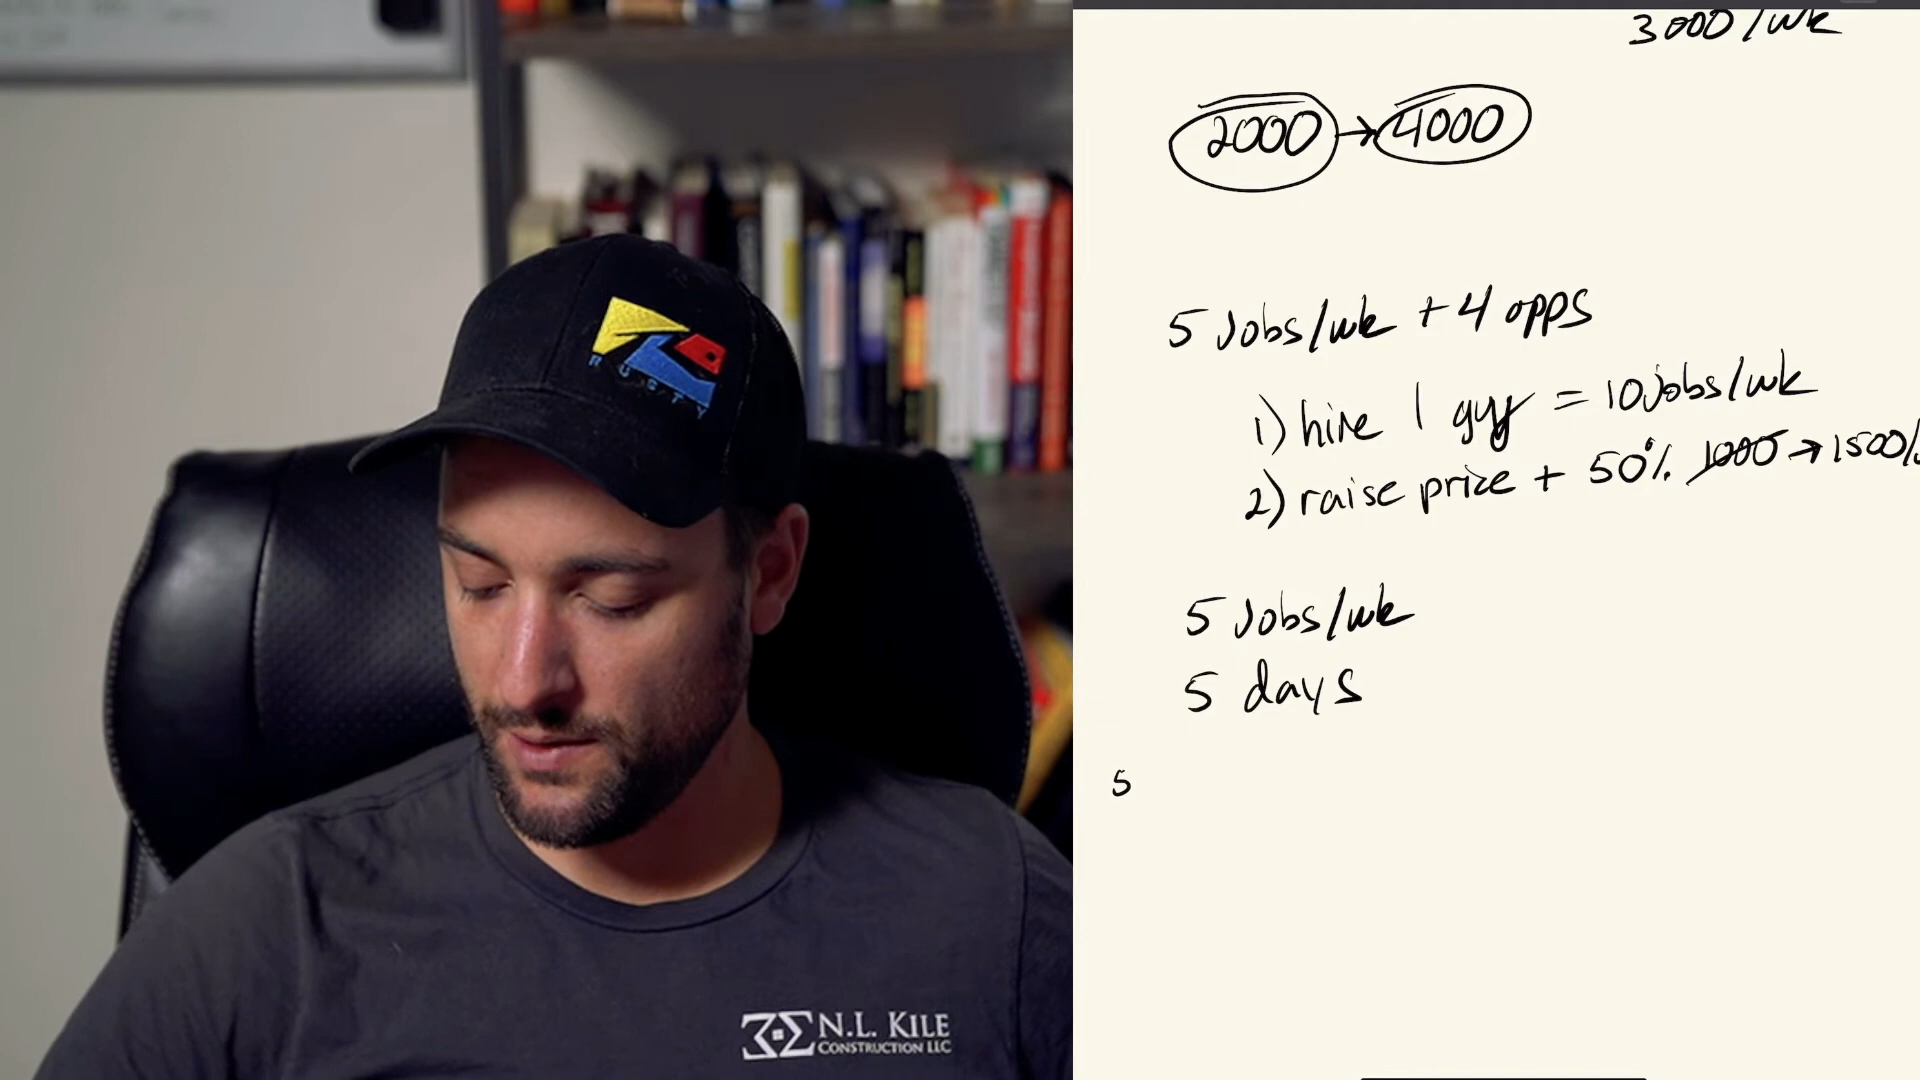 3000/wk
2000 → 4000
5 Jobs/wk + 4 opps
1) hire 1 guy = 10 jobs/wk
2) raise price + 50% 1000 → 1500/
5 Jobs/wk
5 days
5
RUSTY
N.L. KILE
CONSTRUCTION LLC